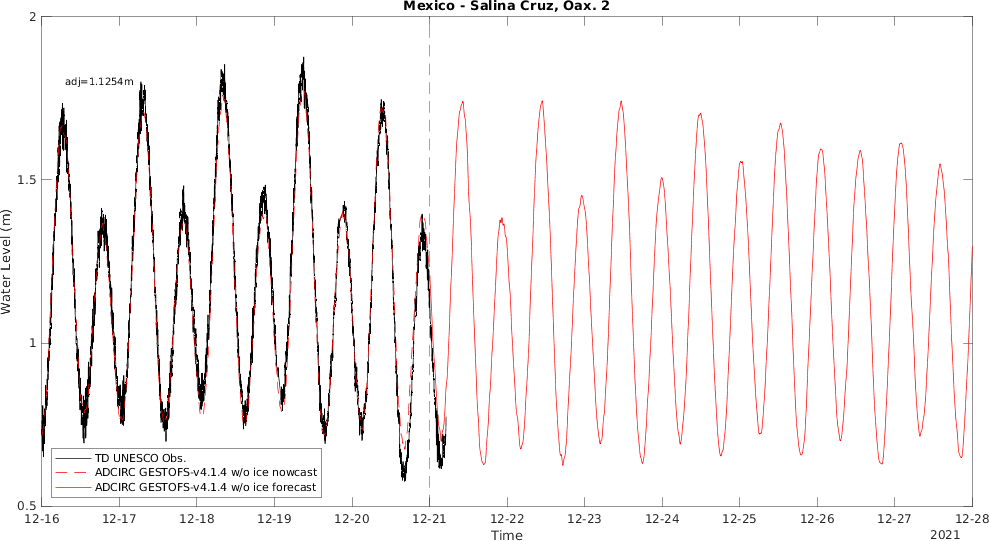 Mexico - Salina Cruz, Oax. 2
2
adj=1.1254m
1.5
Water Level (m)
1
TD UNESCO Obs.
ADCIRC GESTOFS-v4.1.4 w/o ice nowcast
ADCIRC GESTOFS-v4.1.4 w/o ice forecast
0.5
12-16 12-17 12-18 12-19 12-20 12-21 12-22 12-23 12-24 12-25 12-26 12-27 12-28
Time
2021